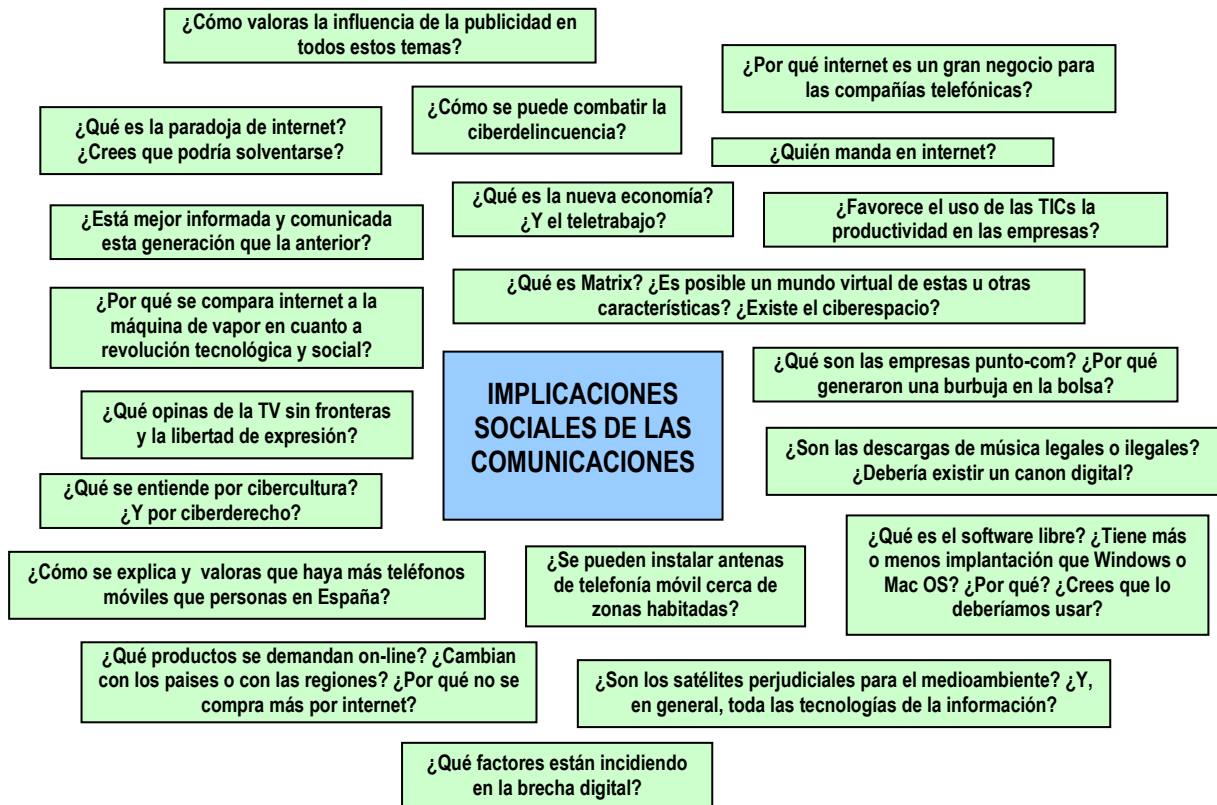 ¿Cómo valoras la influencia de la publicidad en
todos estos temas?
¿Por qué internet es un gran negocio para
las compañías telefónicas?
¿Cómo se puede combatir la
ciberdelincuencia?
¿Qué es la paradoja de internet?
¿Crees que podría solventarse?
¿Quién manda en internet?
¿Qué es la nueva economía?
¿Y el teletrabajo?
¿Favorece el uso de las TICs la
productividad en las empresas?
¿Está mejor informada y comunicada
esta generación que la anterior?
¿Qué es Matrix? ¿Es posible un mundo virtual de estas u otras
características? ¿Existe el ciberespacio?
¿Por qué se compara internet a la
máquina de vapor en cuanto a
revolución tecnológica y social?
¿Qué son las empresas punto-com? ¿Por qué
generaron una burbuja en la bolsa?
IMPLICACIONES
SOCIALES DE LAS
COMUNICACIONES
¿Qué opinas de la TV sin fronteras
y la libertad de expresión?
¿Son las descargas de música legales o ilegales?
¿Debería existir un canon digital?
¿Qué se entiende por cibercultura?
¿Y por ciberderecho?
¿Qué es el software libre? ¿Tiene más
o menos implantación que Windows o
Mac OS? ¿Por qué? ¿Crees que lo
deberíamos usar?
¿Cómo se explica y valoras que haya más teléfonos
móviles que personas en España?
¿Se pueden instalar antenas
de telefonía móvil cerca de
zonas habitadas?
¿Qué productos se demandan on-line? ¿Cambian
con los paises o con las regiones? ¿Por qué no se
compra más por internet?
¿Son los satélites perjudiciales para el medioambiente? ¿Y,
en general, toda las tecnologías de la información?
¿Qué factores están incidiendo
en la brecha digital?